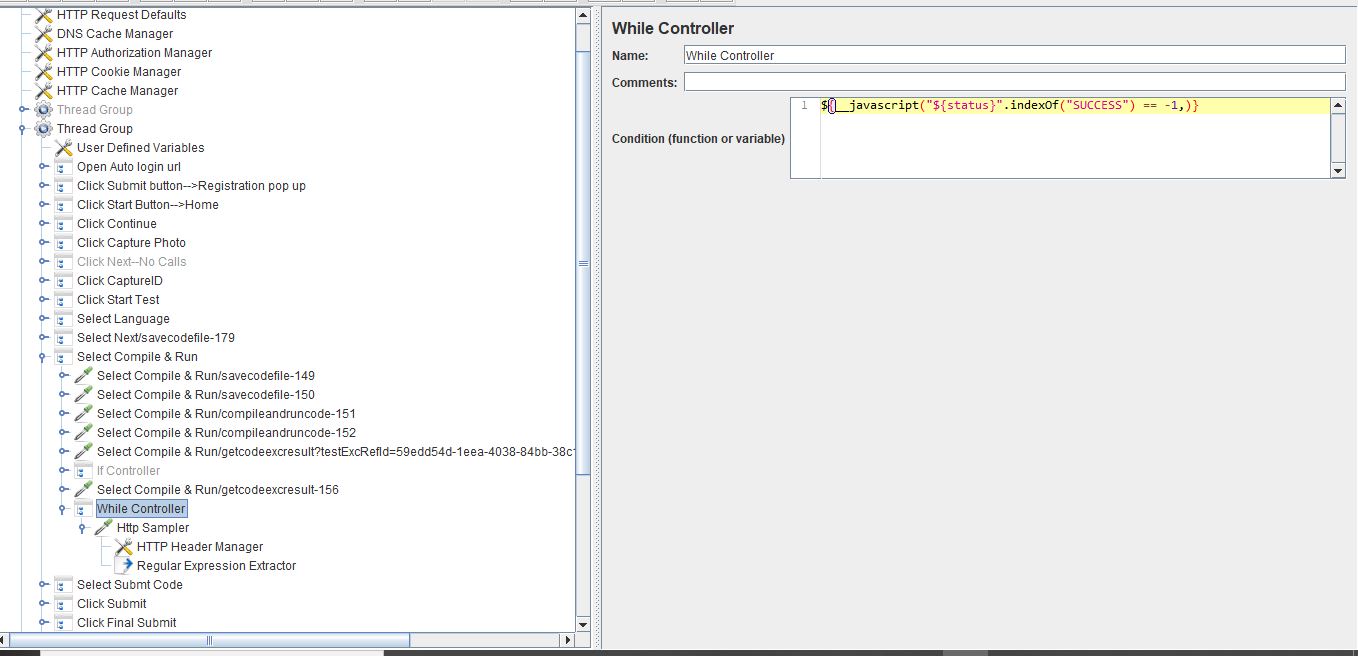 HTTP Request Defaults
DNS Cache Manager
HTTP Authorization Manager
HTTP Cookie Manager
HTTP Cache Manager
Thread Group
Thread Group
User Defined Variables
Open Auto login url
Click Submit button-->Registration pop up
Click Start Button-->Home
Click Continue
Click Capture Photo
Click Next--No Calls
Click CaptureID
Click Start Test
Select Language
Select Next/savecodefile-179
Select Compile & Run
Select Compile & Run/savecodefile-149
Select Compile & Run/savecodefile-150
Select Compile & Run/compileandruncode-151
Select Compile & Run/compileandruncode-152
Select Compile & Run/getcodeexcresult?testExcRefId=59edd54d-1eea-4038-84bb-38c1
If Controller
Select Compile & Run/getcodeexcresult-156
While Controller
Http Sampler
HTTP Header Manager
Regular Expression Extractor
Select Submt Code
Click Submit
Click Final Submit
While Controller
Name: While Controller
Comments:
1 ${__javascript("${status}".indexOf("SUCCESS") == -1,)}
Condition (function or variable)